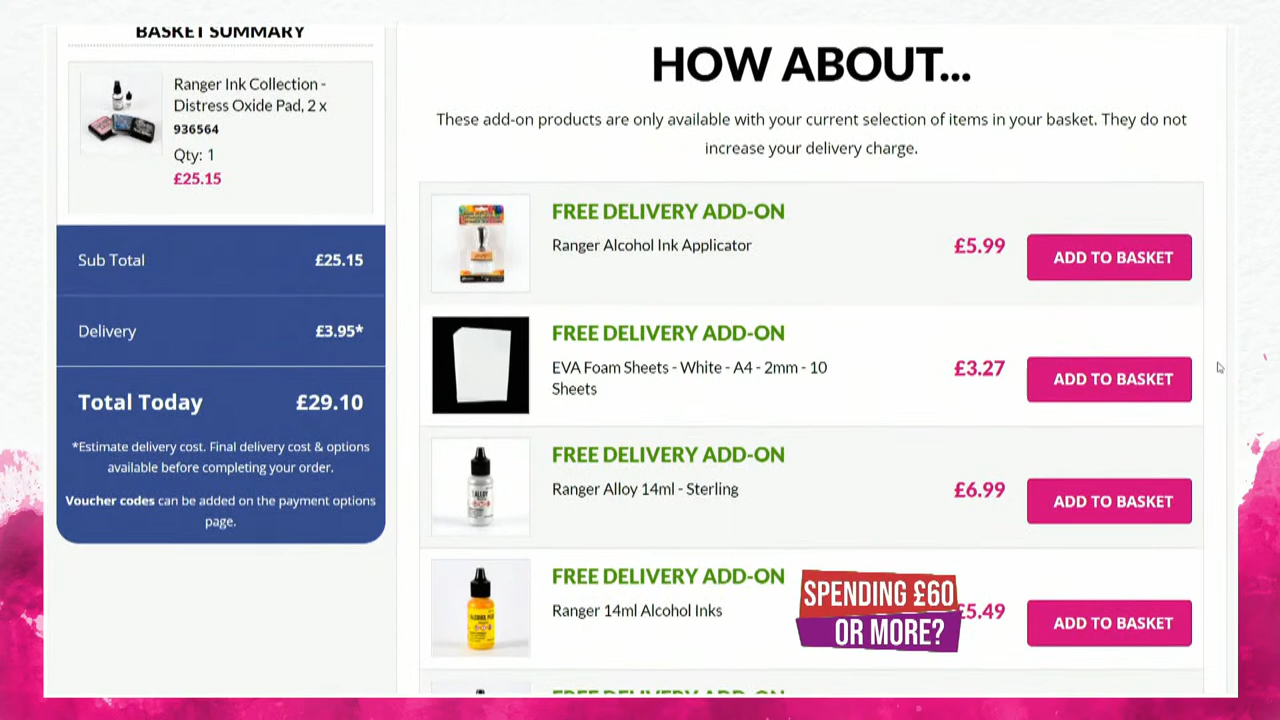 BASKET SUMMARY
Ranger Ink Collection -
Distress Oxide Pad, 2 x
936564
Qty: 1
£25.15
Sub Total £25.15
Delivery £3.95*
Total Today £29.10
*Estimate delivery cost. Final delivery cost & options
available before completing your order.
Voucher codes can be added on the payment options
page.
HOW ABOUT...
These add-on products are only available with your current selection of items in your basket. They do not
increase your delivery charge.
FREE DELIVERY ADD-ON
Ranger Alcohol Ink Applicator £5.99 ADD TO BASKET
FREE DELIVERY ADD-ON
EVA Foam Sheets - White - A4 - 2mm - 10
Sheets
£3.27 ADD TO BASKET
FREE DELIVERY ADD-ON
Ranger Alloy 14ml - Sterling £6.99 ADD TO BASKET
FREE DELIVERY ADD-ON
Ranger 14ml Alcohol Inks £5.49 ADD TO BASKET
SPENDING £60
OR MORE?
FREE DELIVERY ADD-ON